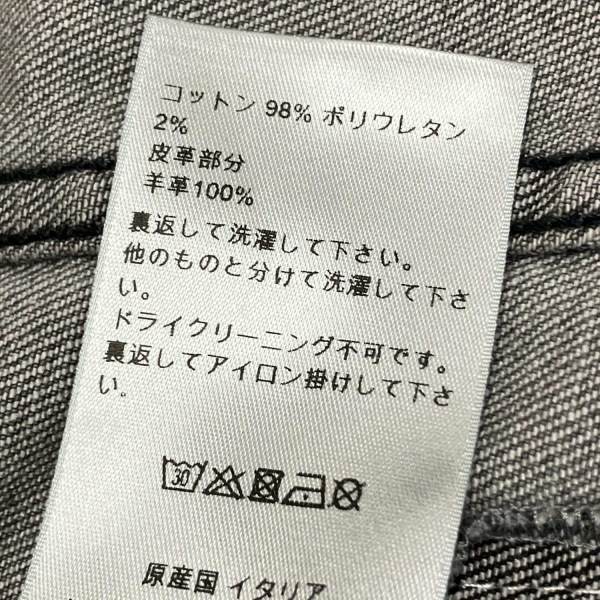 コットン 98% ポリウレタン
2%
皮革部分
羊革100%
裏返して洗濯して下さい。
他のものと分けて洗濯して下さ
い。
ドライクリーニング不可です。
裏返してアイロン掛けして下さ
い.
30
原産国 イタリア